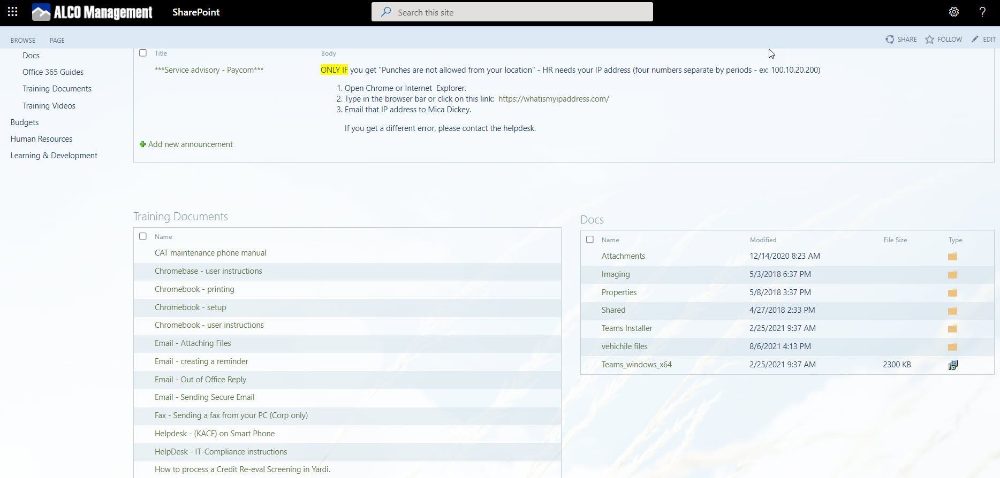 ALCO Management
SharePoint
Search this site
?
BROWSE
PAGE
SHARE
FOLLOW
EDIT
Docs
Office 365 Guides
Training Documents
Training Videos
Budgets
Human Resources
Learning & Development
Title
Body
***Service advisory - Paycom***
ONLY IF you get "Punches are not allowed from your location" - HR needs your IP address (four numbers separate by periods - ex: 100.10.20.200)
1. Open Chrome or Internet  Explorer.
2. Type in the browser bar or click on this link:  https://whatismyipaddress.com/
3. Email that IP address to Mica Dickey.
If you get a different error, please contact the helpdesk.
Add new announcement
Training Documents
Name
CAT maintenance phone manual
Chromebase - user instructions
Chromebook - printing
Chromebook - setup
Chromebook - user instructions
Email - Attaching Files
Email - creating a reminder
Email - Out of Office Reply
Email - Sending Secure Email
Fax - Sending a fax from your PC (Corp only)
Helpdesk - (KACE) on Smart Phone
HelpDesk - IT-Compliance instructions
How to process a Credit Re-eval Screening in Yardi.
Docs
Name Modified File Size Type
Attachments 12/14/2020 8:23 AM
Imaging 5/3/2018 6:37 PM
Properties 5/8/2018 3:37 PM
Shared 4/27/2018 2:33 PM
Teams Installer 2/25/2021 9:37 AM
vehichile files 8/6/2021 4:13 PM
Teams_windows_x64 2/25/2021 9:37 AM 2300 KB